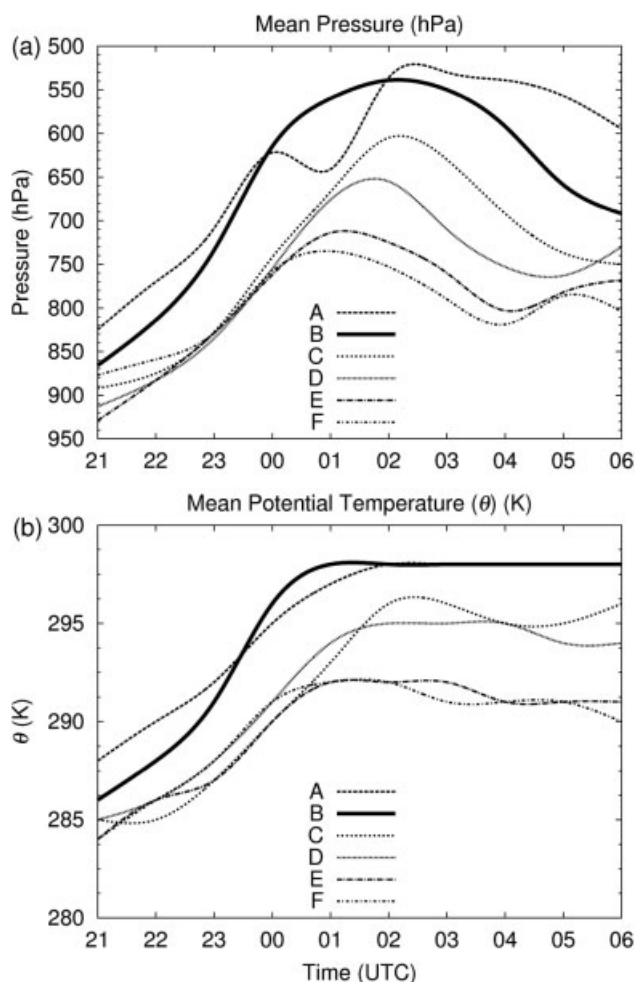 Mean Pressure (hPa)
(a)
500
550
600
650
700
750
800
850
900
950
Pressure (hPa)
A
B
C
D
E
F
21 22 23 00 01 02 03 04 05 06
Mean Potential Temperature (θ) (K)
(b)
300
295
290
285
280
θ (K)
A
B
C
D
E
F
21 22 23 00 01 02 03 04 05 06
Time (UTC)